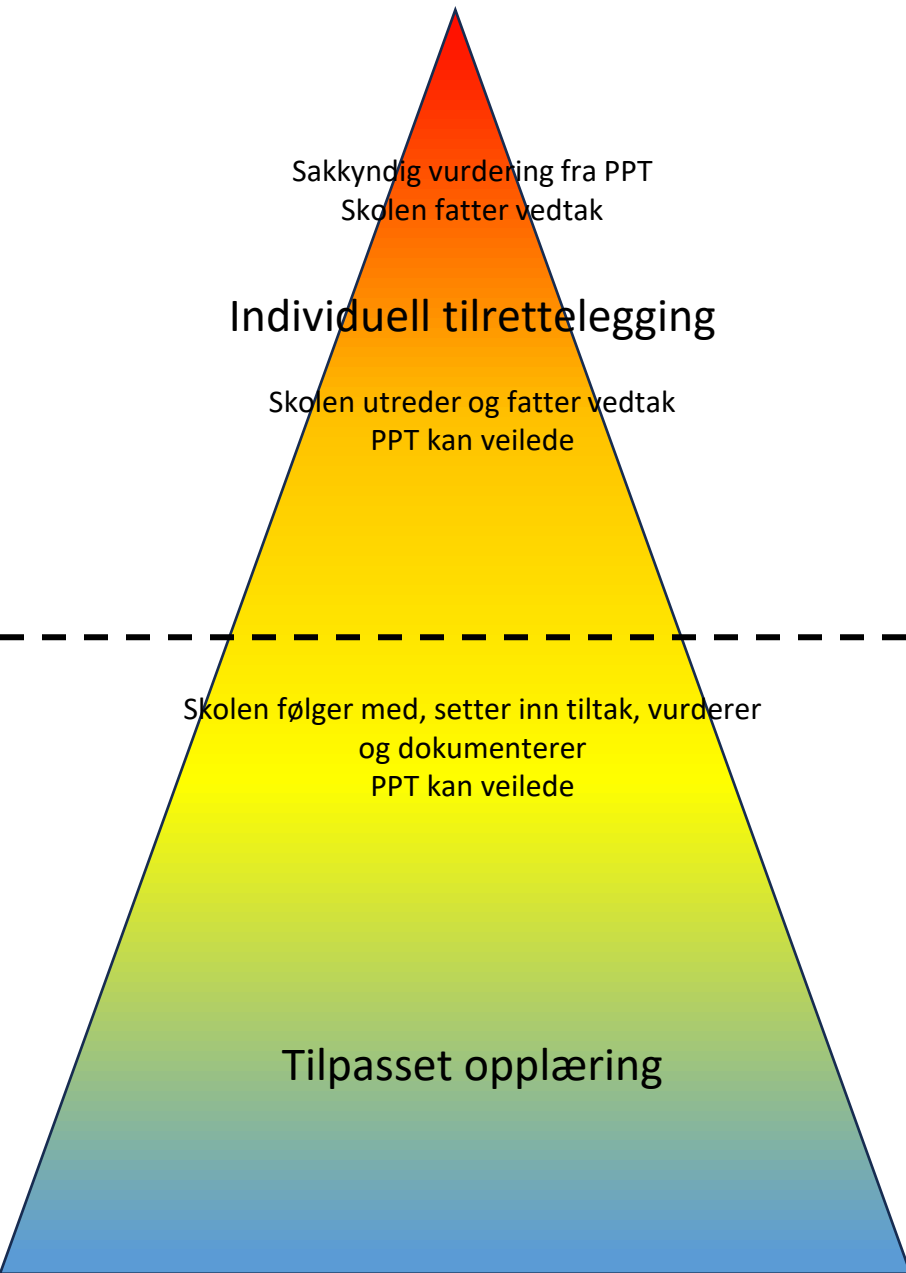 Sakkyndig vurdering fra PPT
Skolen fatter vedtak
Individuell tilrettelegging
Skolen utreder og fatter vedtak
PPT kan veilede
Skolen følger med, setter inn tiltak, vurderer
og dokumenterer
PPT kan veilede
Tilpasset opplæring